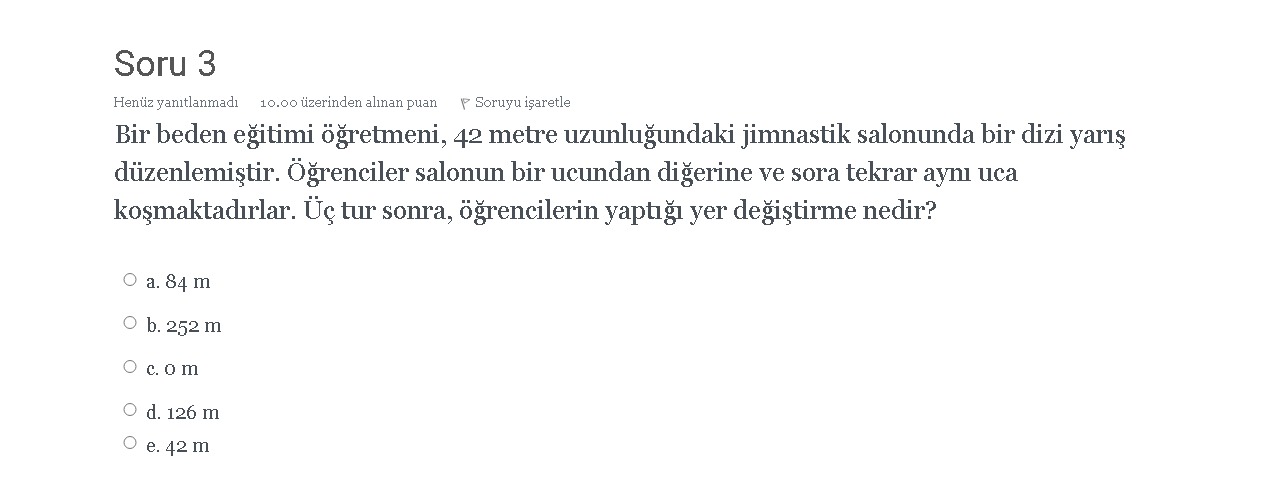 Soru 3
Henüz yanıtlanmadı 10.00 üzerinden alınan puan Soruyu işaretle
Bir beden eğitimi öğretmeni, 42 metre uzunluğundaki jimnastik salonunda bir dizi yarış
düzenlemiştir. Öğrenciler salonun bir ucundan diğerine ve sora tekrar aynı uca
koşmaktadırlar. Üç tur sonra, öğrencilerin yaptığı yer değiştirme nedir?
a. 84 m
b. 252 m
c. 0 m
d. 126 m
e. 42 m